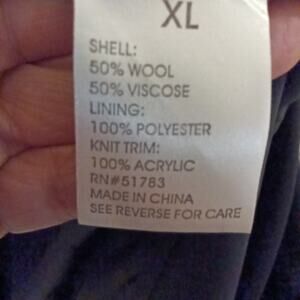 XL
SHELL:
50% WOOL
50% VISCOSE
LINING:
100% POLYESTER
KNIT TRIM:
100% ACRYLIC
RN#51783
MADE IN CHINA
SEE REVERSE FOR CARE